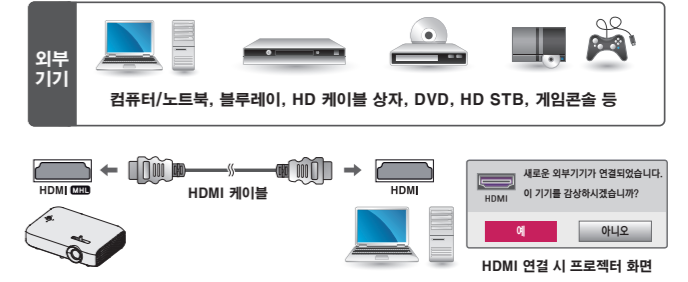 외부
기기
컴퓨터/노트북, 블루레이, HD 케이블 상자, DVD, HD STB, 게임콘솔 등
HDMI MHL
HDMI 케이블
HDMI
HDMI
새로운 외부기기가 연결되었습니다.
이 기기를 감상하시겠습니까?
예
아니오
HDMI 연결 시 프로젝터 화면